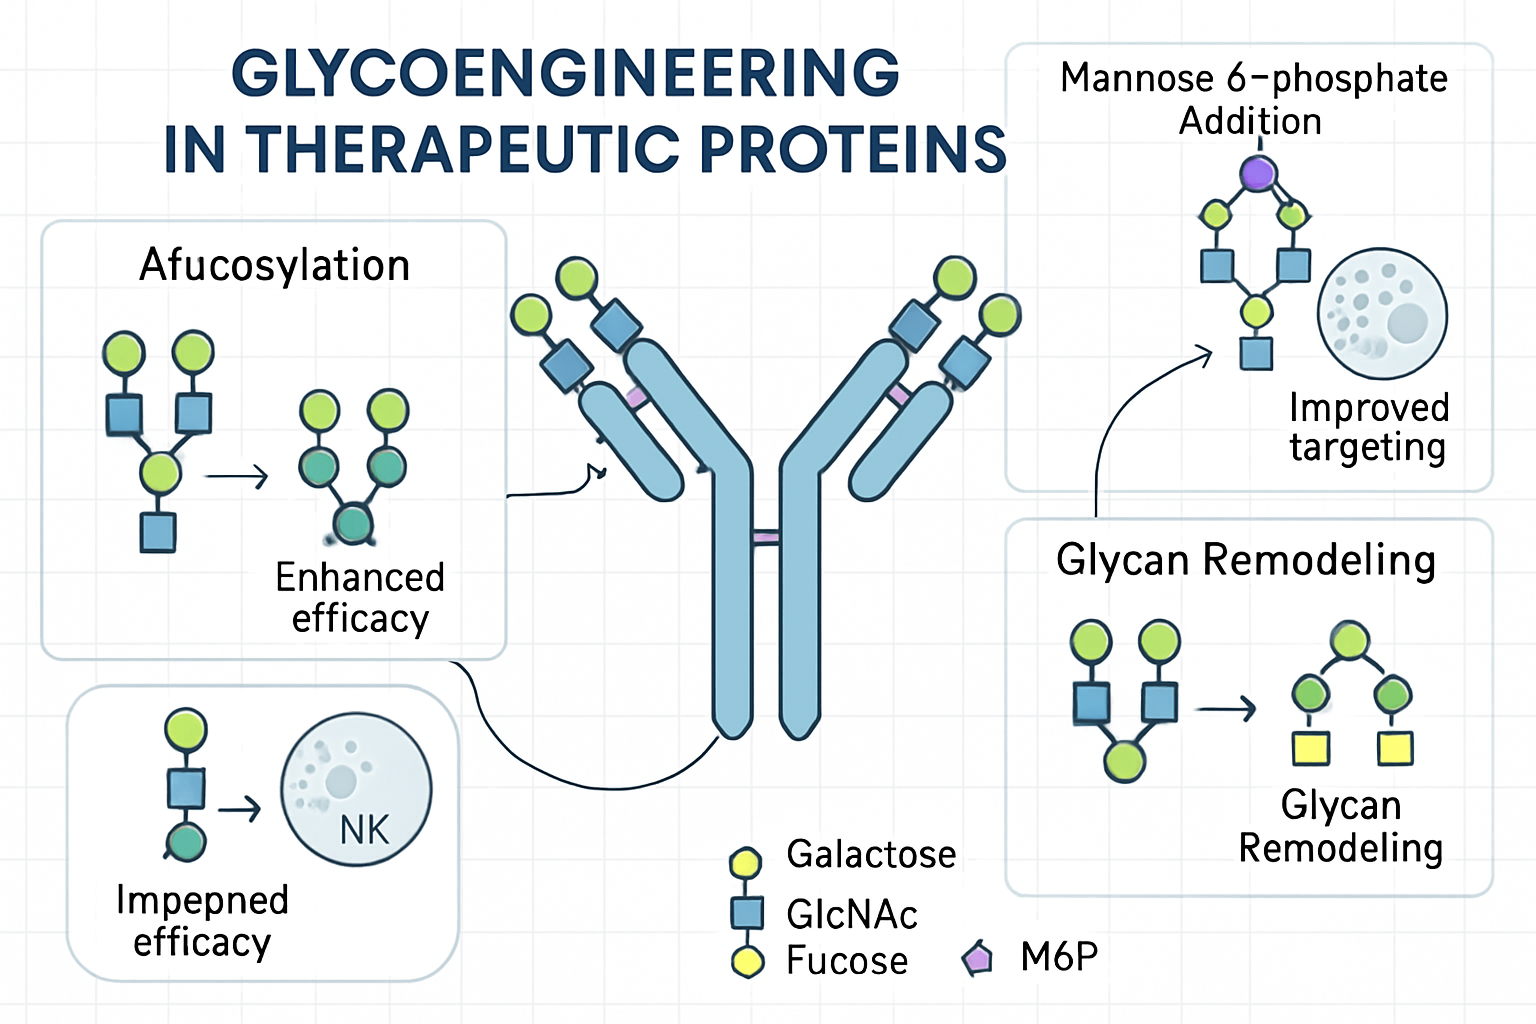 GLYCOENGINEERING
IN THERAPEUTIC PROTEINS
Afucosylation
Enhanced
efficacy
Impepned
efficacy
NK
Mannose 6-phosphate
Addition
Improved
targeting
Glycan Remodeling
Glycan
Remodeling
Galactose
GlcNAc
Fucose
M6P